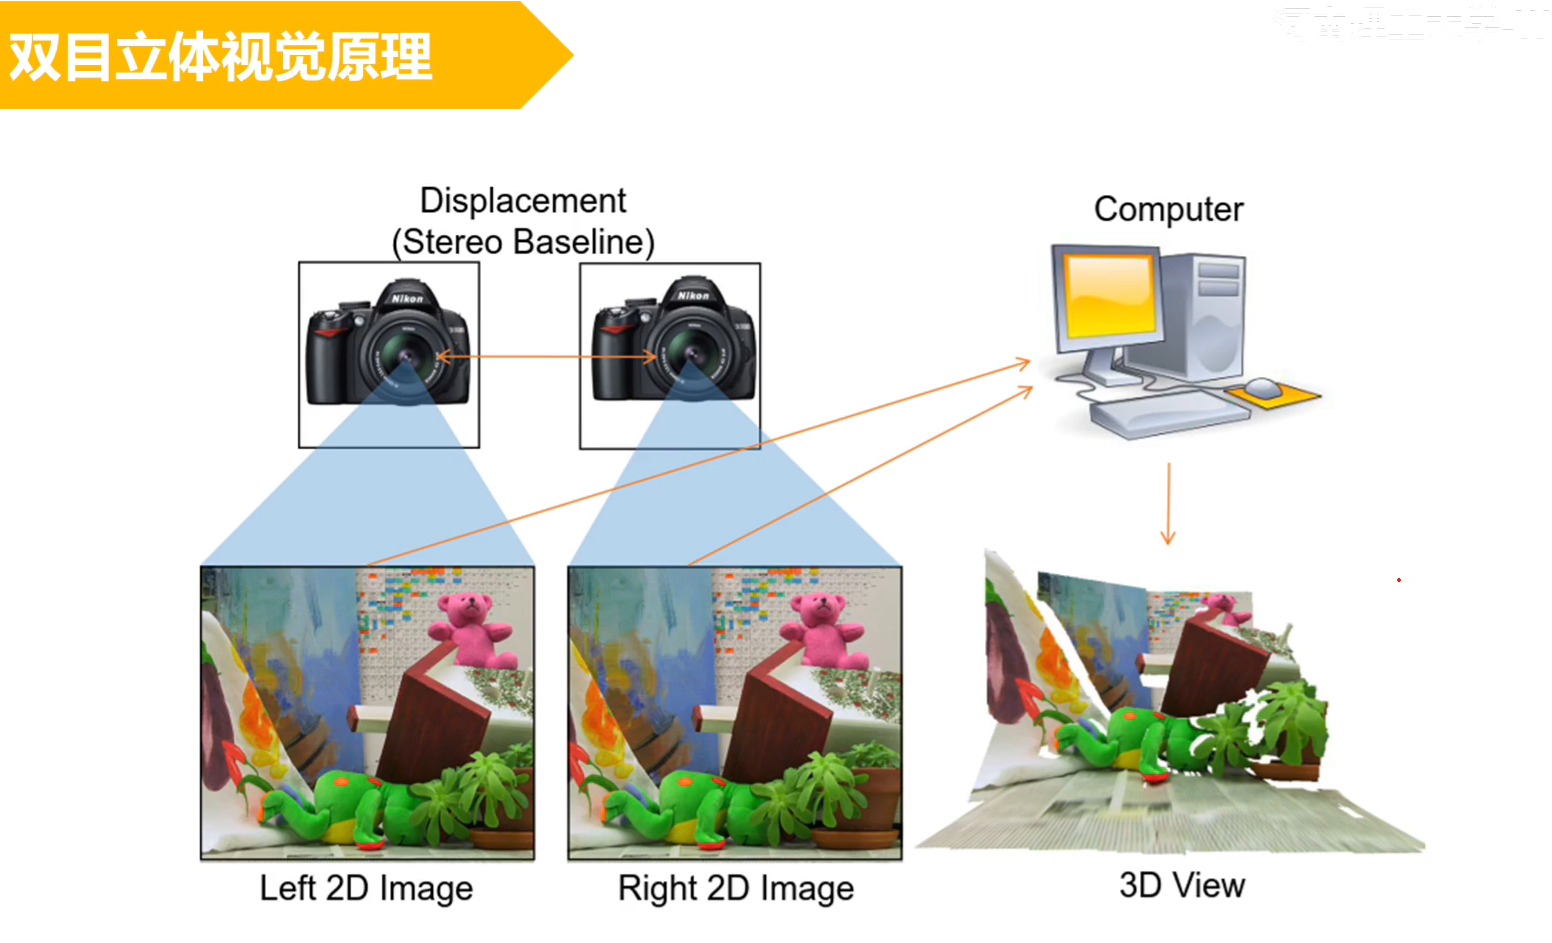 双目立体视觉原理
Displacement
(Stereo Baseline)
Computer
Nikon
Nikon
Left 2D Image
Right 2D Image
3D View